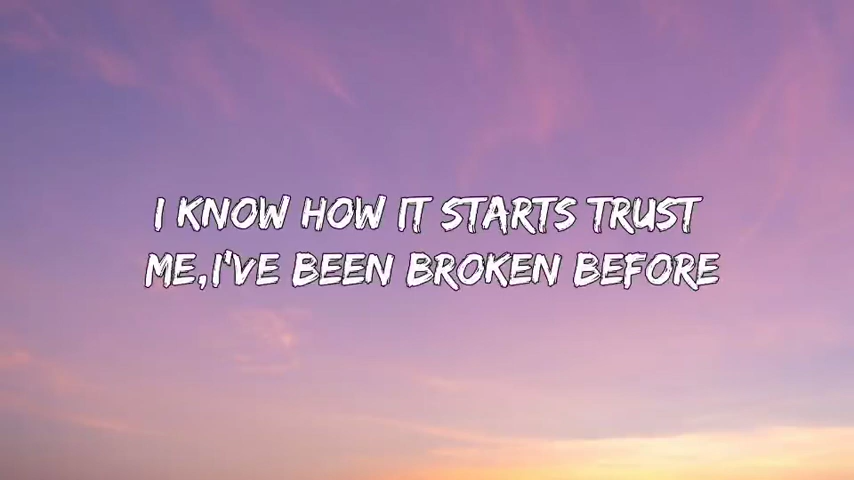 I KNOW HOW IT STARTS TRUST
ME,I'VE BEEN BROKEN BEFORE